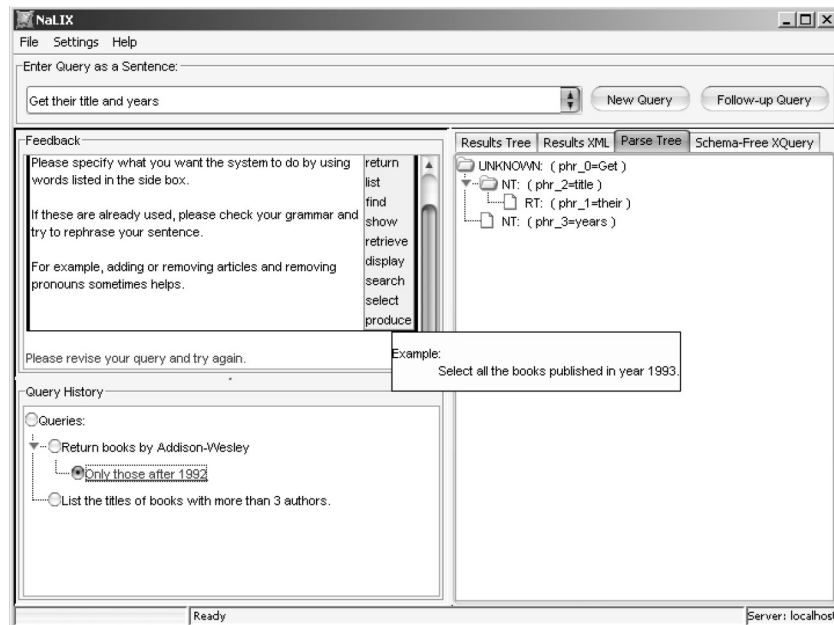 NaLIX
File Settings Help
Enter Query as a Sentence:
Get their title and years
New Query
Follow-up Query
Feedback
Please specify what you want the system to do by using
words listed in the side box.
If these are already used, please check your grammar and
try to rephrase your sentence.
For example, adding or removing articles and removing
pronouns sometimes helps.
return
list
find
show
retrieve
display
search
select
produce
Please revise your query and try again.
Example:
Select all the books published in year 1993.
Query History
Queries:
Return books by Addison-Wesley
Only those after 1992
List the titles of books with more than 3 authors.
Results Tree Results XML Parse Tree Schema-Free XQuery
UNKNOWN: ( phr_0=Get )
NT: ( phr_2=title )
RT: ( phr_1=their )
NT: ( phr_3=years )
Ready
Server: localhost